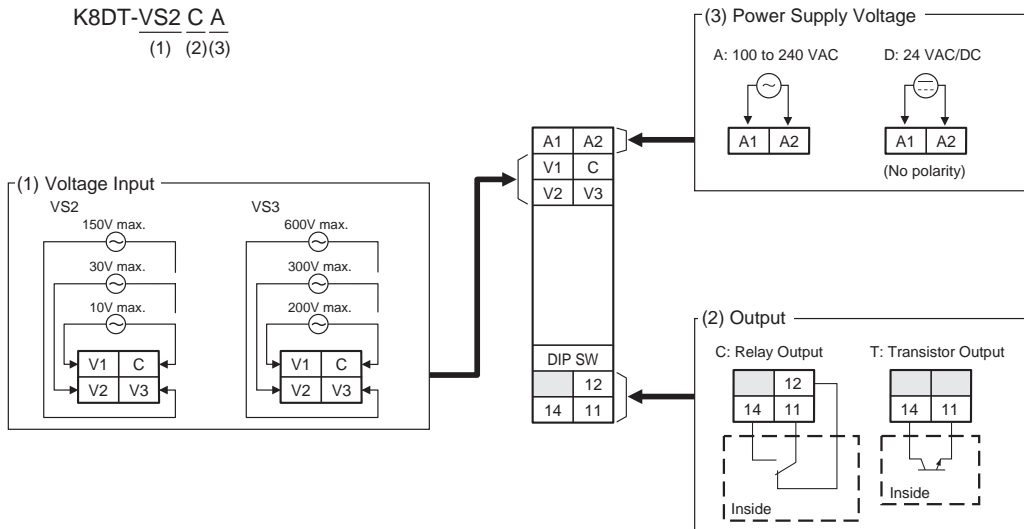 K8DT-VS2 C A
(1) (2)(3)
(3) Power Supply Voltage
A: 100 to 240 VAC
D: 24 VAC/DC
A1 A2
A1 A2
(No polarity)
A1 A2
V1 C
V2 V3
DIP SW
12
14 11
(1) Voltage Input
VS2
150V max.
30V max.
10V max.
V1 C
V2 V3
VS3
600V max.
300V max.
200V max.
V1 C
V2 V3
(2) Output
C: Relay Output
12
14 11
Inside
T: Transistor Output
14 11
Inside